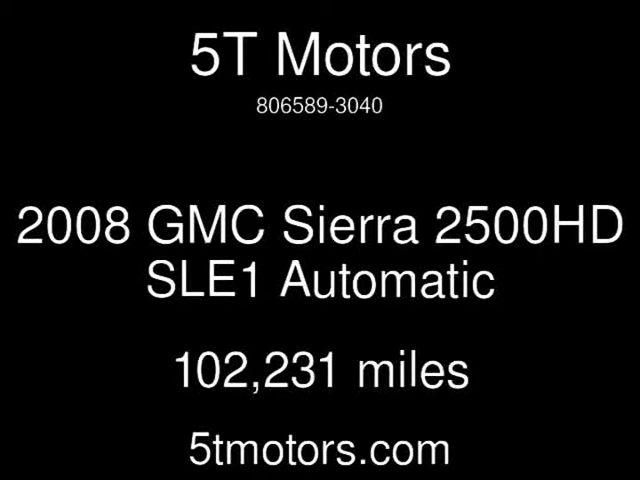 5T Motors
806589-3040
2008 GMC Sierra 2500HD
SLE1 Automatic
102,231 miles
5tmotors.com